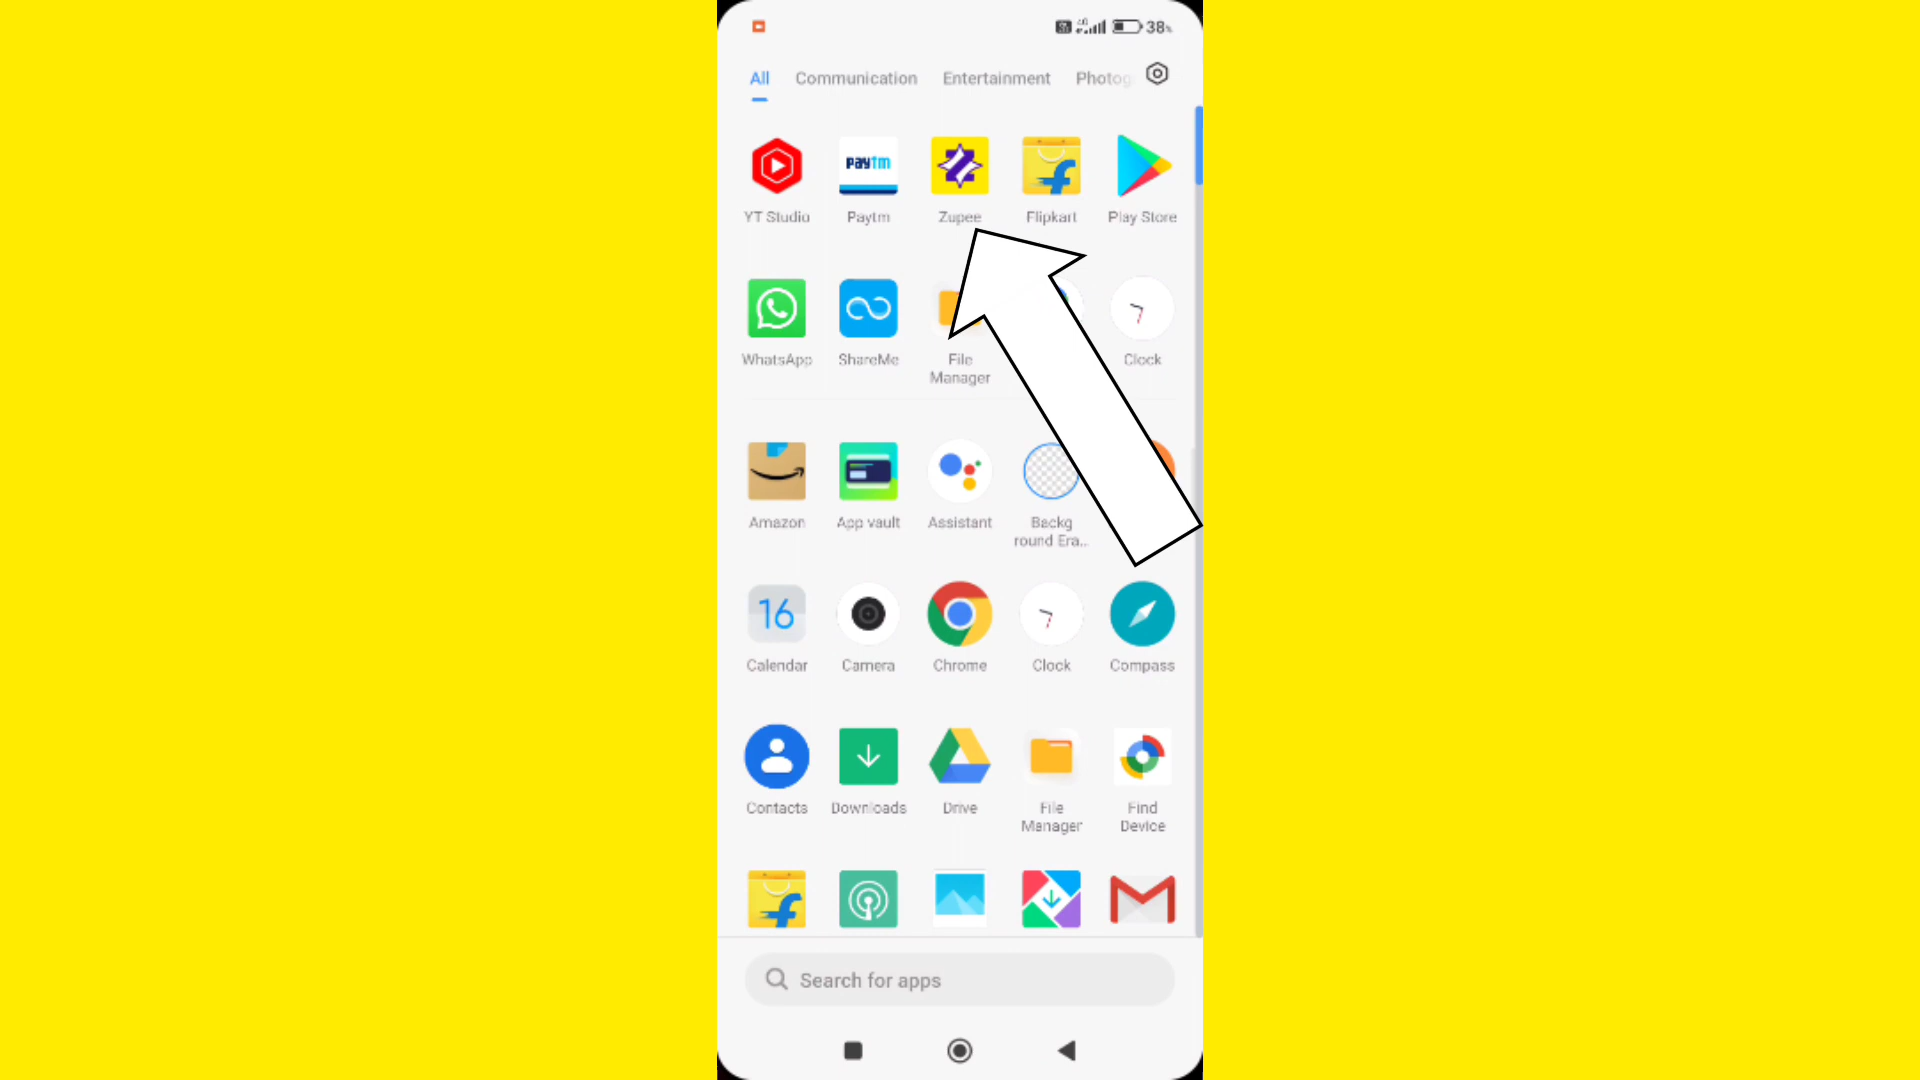 38%
All Communication Entertainment Photog
Paytm
YT Studio Paytm Zupee Flipkart Play Store
WhatsApp ShareMe File Clock
Manager
Amazon App vault Assistant Backg
round Era...
16
Calendar Camera Chrome Clock Compass
Contacts Downloads Drive File Find
Manager Device
Search for apps